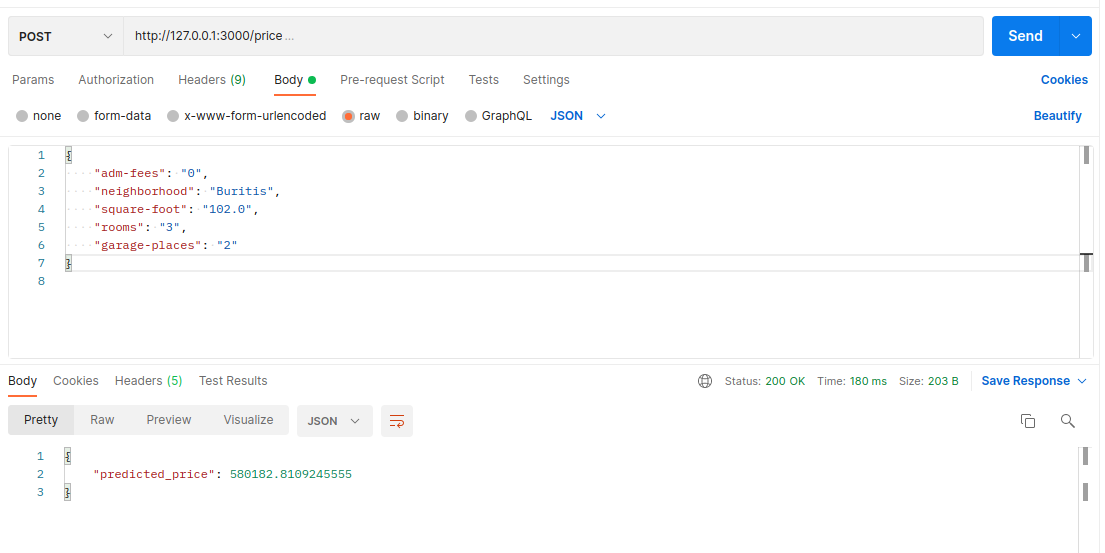 POST http://127.0.0.1:3000/price ... Send
Params Authorization Headers (9) Body Pre-request Script Tests Settings Cookies
none form-data x-www-form-urlencoded raw binary GraphQL JSON Beautify
1 {
2 "adm-fees": "0",
3 "neighborhood": "Buritis",
4 "square-foot": "102.0",
5 "rooms": "3",
6 "garage-places": "2"
7 }
8
Body Cookies Headers (5) Test Results Status: 200 OK Time: 180 ms Size: 203 B Save Response
Pretty Raw Preview Visualize JSON
1 {
2 "predicted_price": 580182.8109245555
3 }